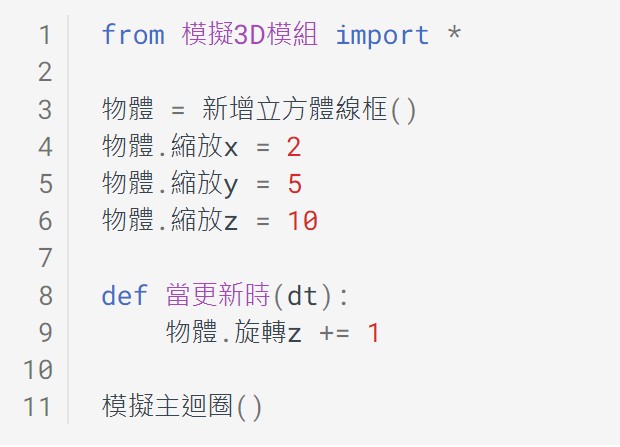 1 from 模擬3D模組 import *
2
3 物體 = 新增立方體線框()
4 物體.縮放x = 2
5 物體.縮放y = 5
6 物體.縮放z = 10
7
8 def 當更新時(dt):
9     物體.旋轉z += 1
10
11 模擬主迴圈()